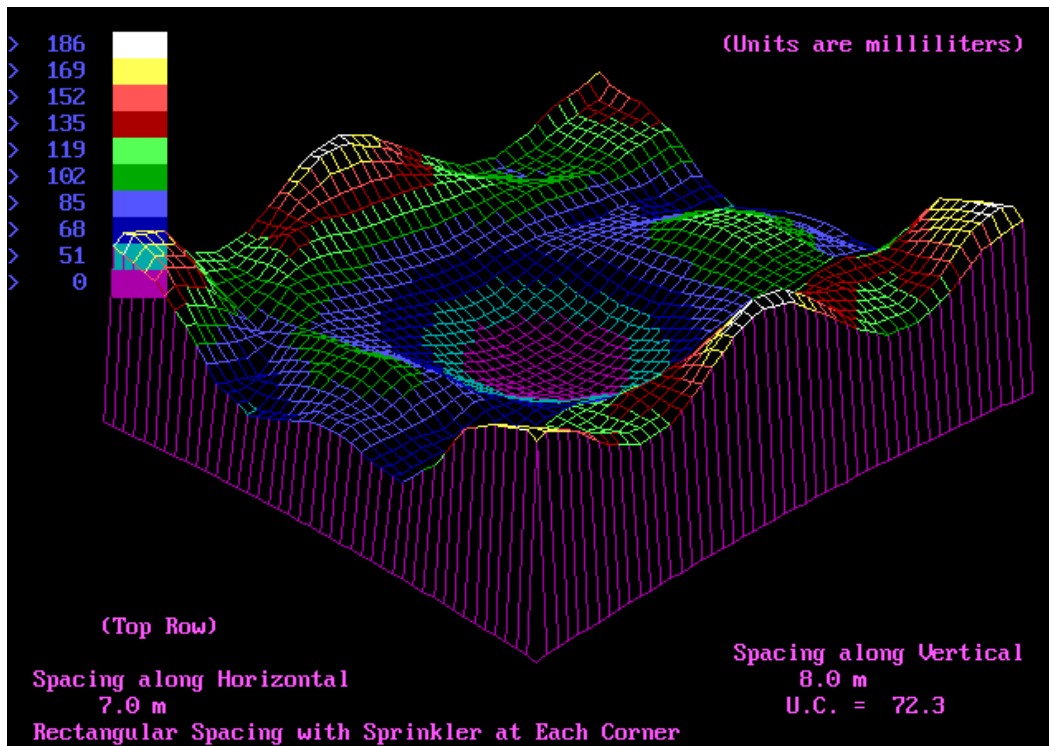 > 186
(Units are milliliters)
> 169
> 152
> 135
> 119
> 102
> 85
> 68
> 51
> 0
(Top Row)
Spacing along Horizontal
7.0 m
Spacing along Vertical
8.0 m
U.C. = 72.3
Rectangular Spacing with Sprinkler at Each Corner